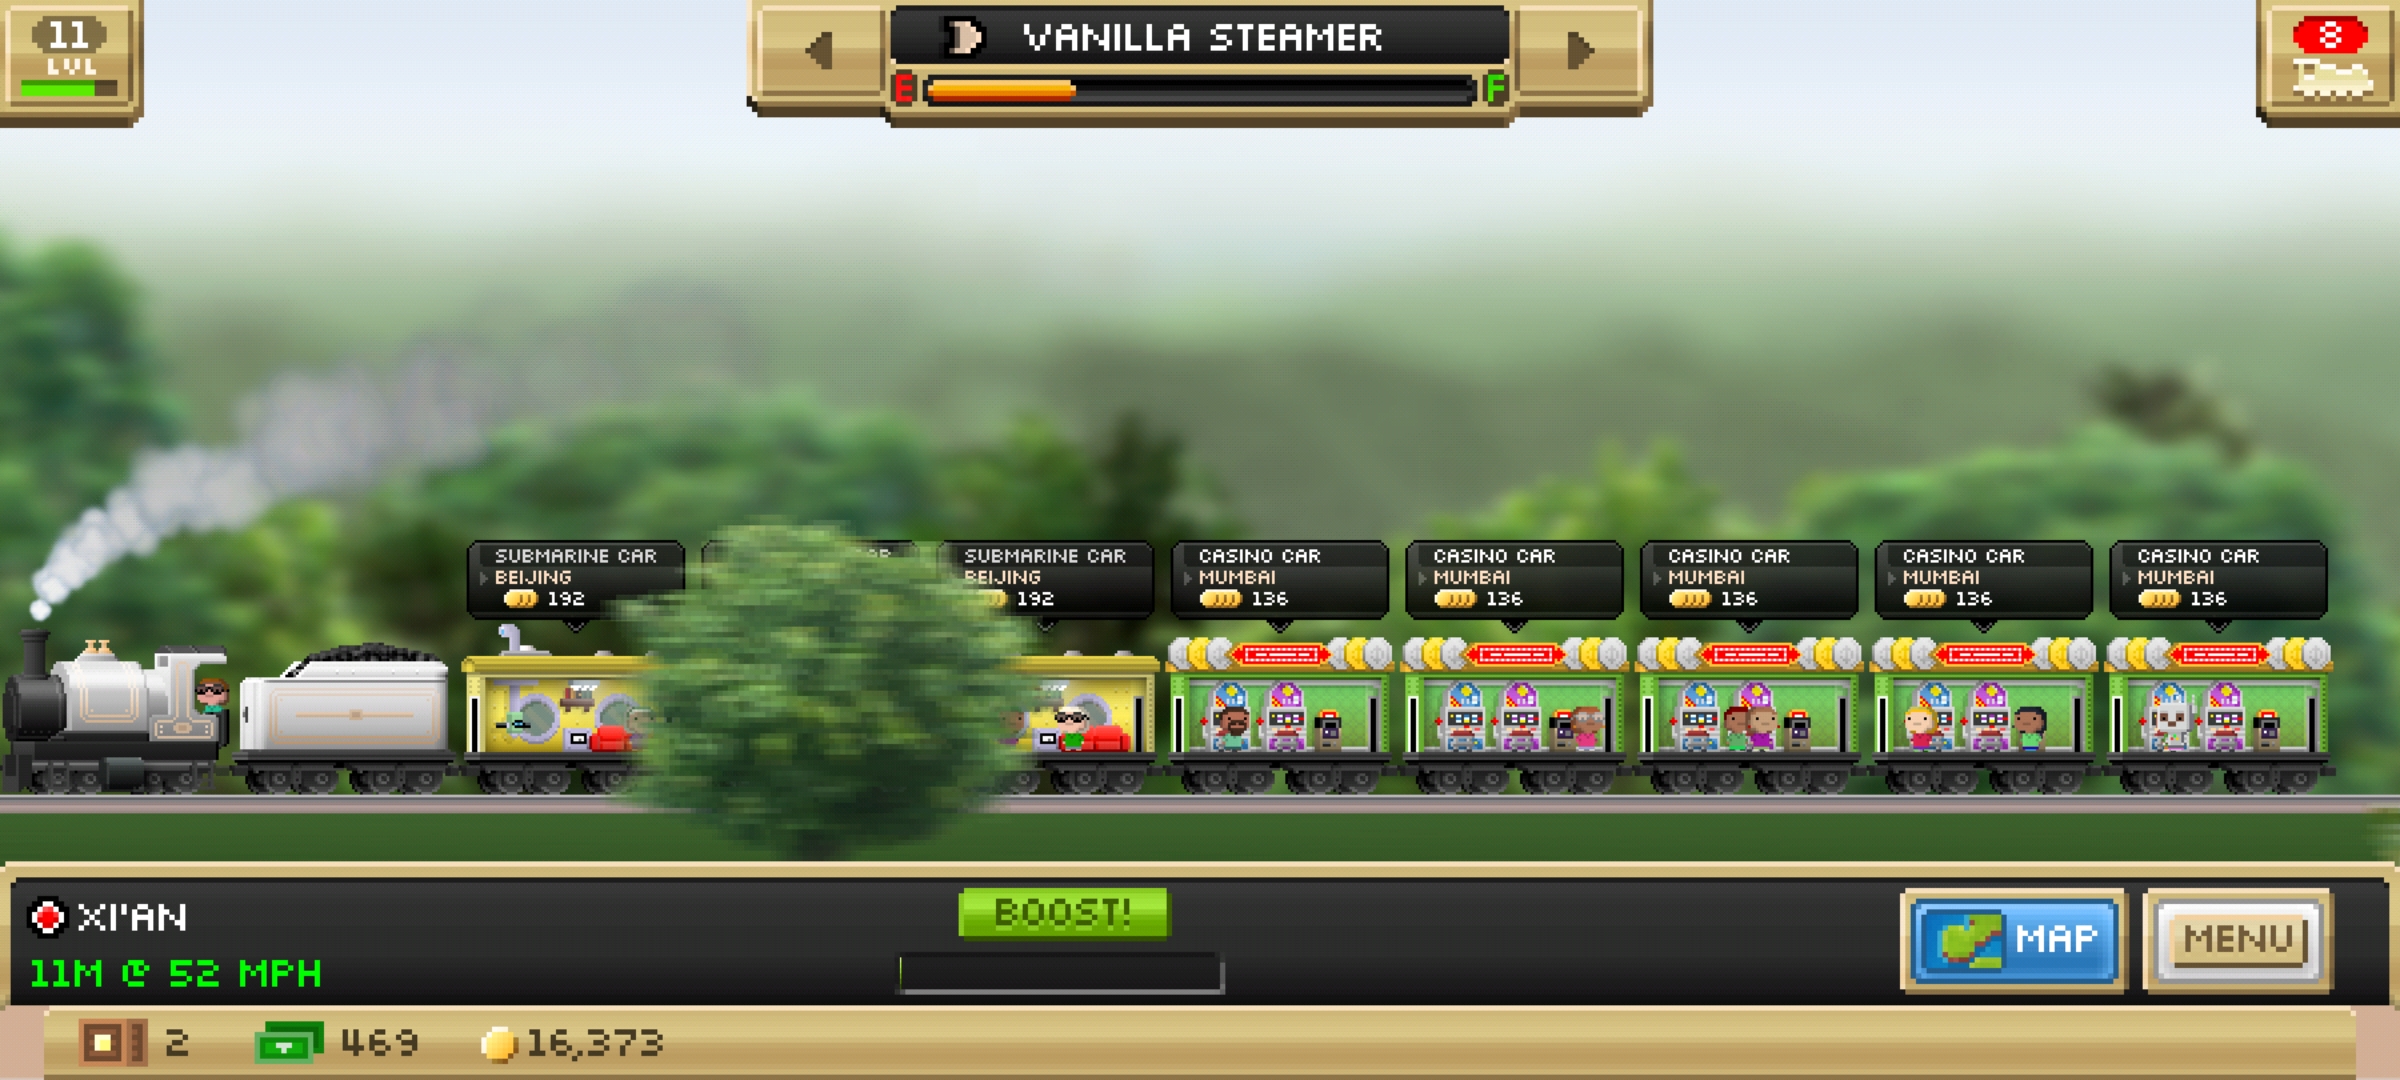 11
LVL
VANILLA STEAMER
E
F
8
SUBMARINE CAR
BEIJING
192
SUBMARINE CAR
BEIJING
192
CASINO CAR
MUMBAI
136
CASINO CAR
MUMBAI
136
CASINO CAR
MUMBAI
136
CASINO CAR
MUMBAI
136
CASINO CAR
MUMBAI
136
XI'AN
11M @ 52 MPH
BOOST!
MAP
MENU
2
469
16,373